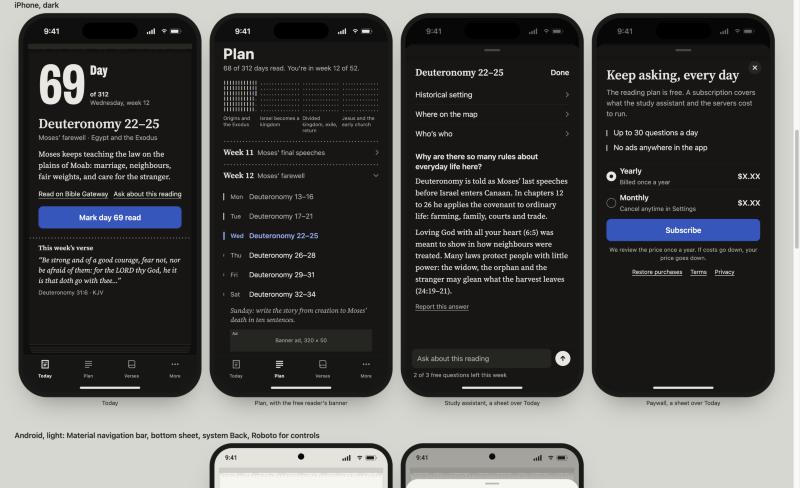 iPhone, dark
9:41
69
Day
of 312
Wednesday, week 12
Deuteronomy 22–25
Moses' farewell · Egypt and the Exodus
Moses keeps teaching the law on the
plains of Moab: marriage, neighbours,
fair weights, and care for the stranger.
Read on Bible Gateway
Ask about this reading
Mark day 69 read
This week's verse
"Be strong and of a good courage, fear not, nor
be afraid of them: for the LORD thy God, he it
is that doth go with thee..."
Deuteronomy 31:6 · KJV
Today
Plan
Verses
More
Today
9:41
Plan
68 of 312 days read. You're in week 12 of 52.
Origins and
the Exodus
Israel becomes a
kingdom
Divided
kingdom, exile,
return
Jesus and the
early church
Week 11 Moses' final speeches
Week 12 Moses' farewell
Mon Deuteronomy 13–16
Tue Deuteronomy 17–21
Wed Deuteronomy 22–25
Thu Deuteronomy 26–28
Fri Deuteronomy 29–31
Sat Deuteronomy 32–34
Sunday: write the story from creation to Moses'
death in ten sentences.
Ad
Banner ad, 320 × 50
Today
Plan
Verses
More
Plan, with the free reader's banner
9:41
Deuteronomy 22–25
Done
Historical setting
Where on the map
Who's who
Why are there so many rules about
everyday life here?
Deuteronomy is told as Moses' last speeches
before Israel enters Canaan. In chapters 12
to 26 he applies the covenant to ordinary
life: farming, family, courts and trade.
Loving God with all your heart (6:5) was
meant to show in how neighbours were
treated. Many laws protect people with little
power: the widow, the orphan and the
stranger may glean what the harvest leaves
(24:19–21).
Report this answer
Ask about this reading
2 of 3 free questions left this week
Study assistant, a sheet over Today
9:41
Keep asking, every day
The reading plan is free. A subscription covers
what the study assistant and the servers cost
to run.
Up to 30 questions a day
No ads anywhere in the app
Yearly
Billed once a year
$X.XX
Monthly
Cancel anytime in Settings
$X.XX
Subscribe
We review the price once a year. If costs go down, your
price goes down.
Restore purchases
Terms
Privacy
Paywall, a sheet over Today
Android, light: Material navigation bar, bottom sheet, system Back, Roboto for controls
9:41
9:41